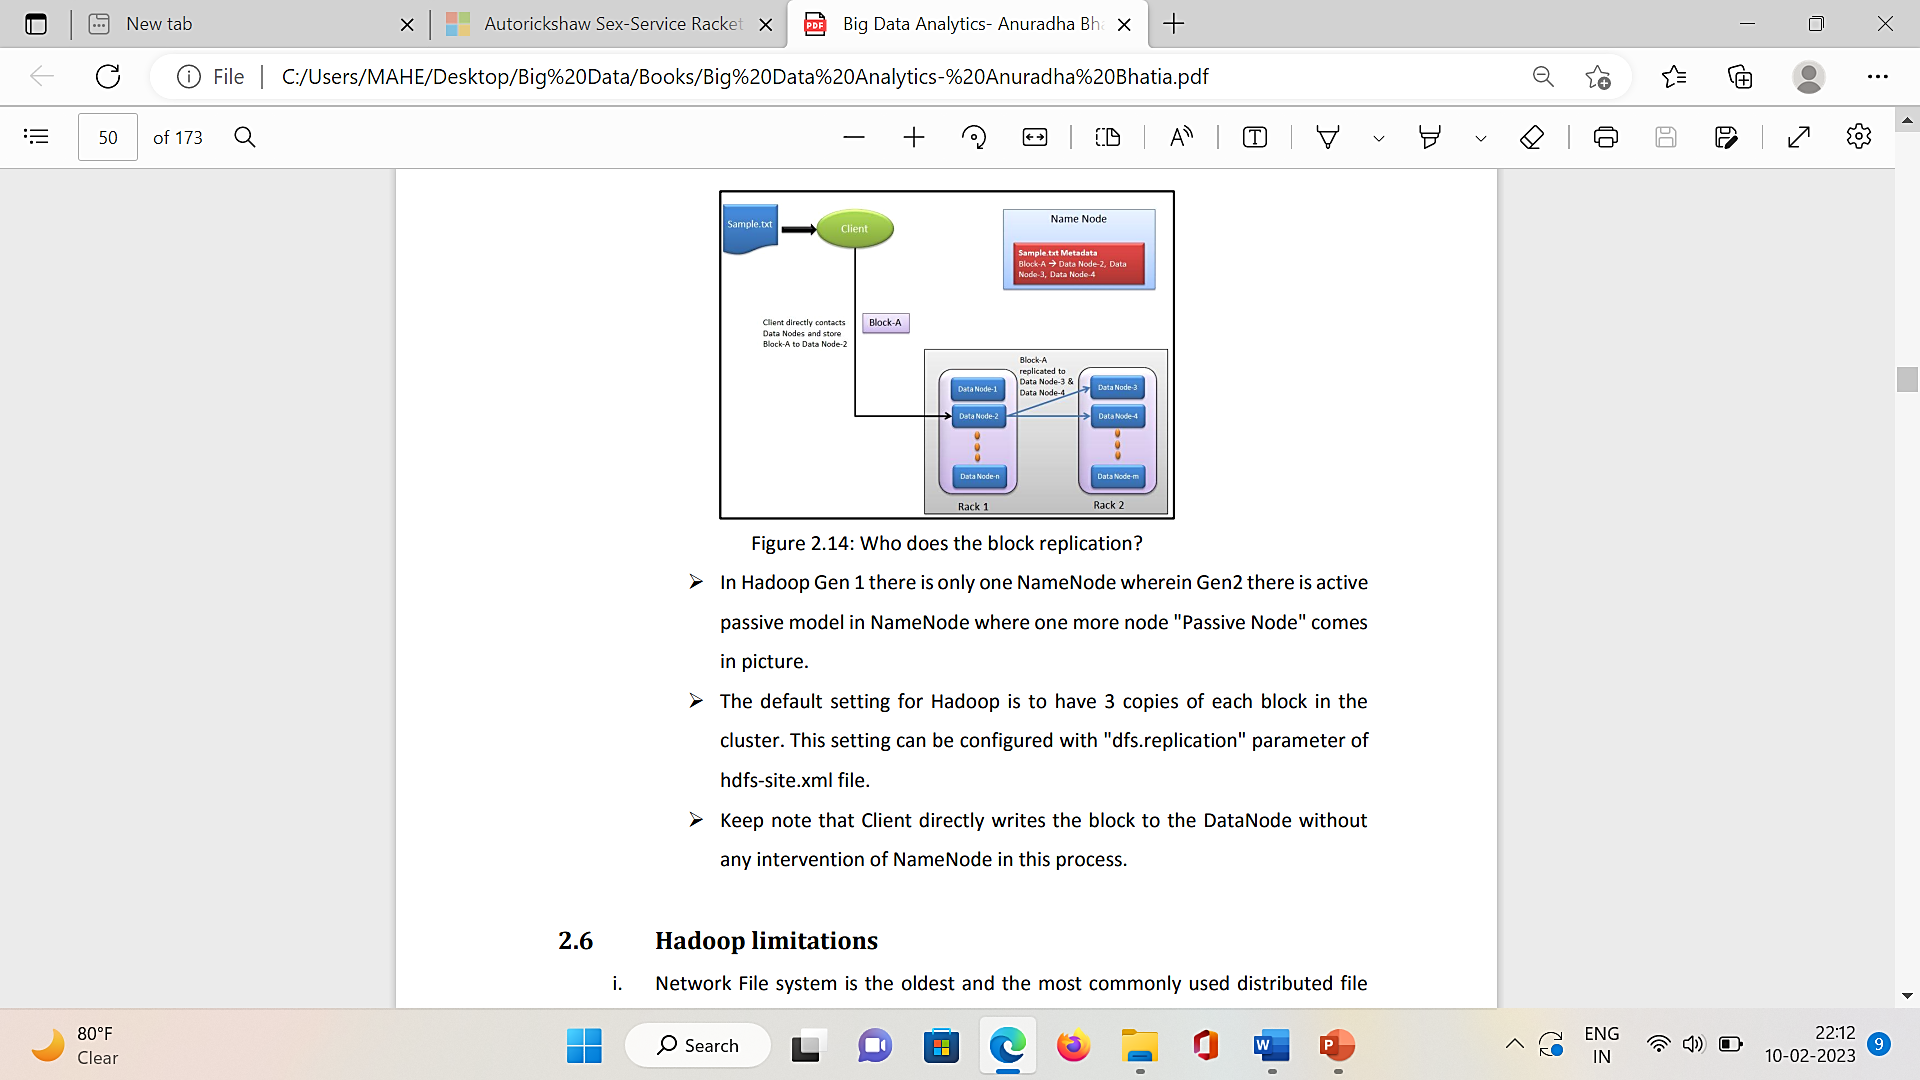 New tab
Autorickshaw Sex-Service Racket
Big Data Analytics- Anuradha Bha
File
C:/Users/MAHE/Desktop/Big%20Data/Books/Big%20Data%20Analytics-%20Anuradha%20Bhatia.pdf
50 of 173
Sample.txt
Client
Name Node
Sample.txt Metadata
Block-A → Data Node-2, Data
Node-3, Data Node-4
Client directly contacts
Data Nodes and store
Block-A to Data Node-2
Block-A
Block-A
replicated to
Data Node-3 &
Data Node-4
Data Node-1
Data Node-2
Data Node-n
Rack 1
Data Node-3
Data Node-4
Data Node-m
Rack 2
Figure 2.14: Who does the block replication?
➢ In Hadoop Gen 1 there is only one NameNode wherein Gen2 there is active
passive model in NameNode where one more node "Passive Node" comes
in picture.
➢ The default setting for Hadoop is to have 3 copies of each block in the
cluster. This setting can be configured with "dfs.replication" parameter of
hdfs-site.xml file.
➢ Keep note that Client directly writes the block to the DataNode without
any intervention of NameNode in this process.
2.6 Hadoop limitations
i. Network File system is the oldest and the most commonly used distributed file
80°F
Clear
Search
ENG
IN
22:12
10-02-2023
9